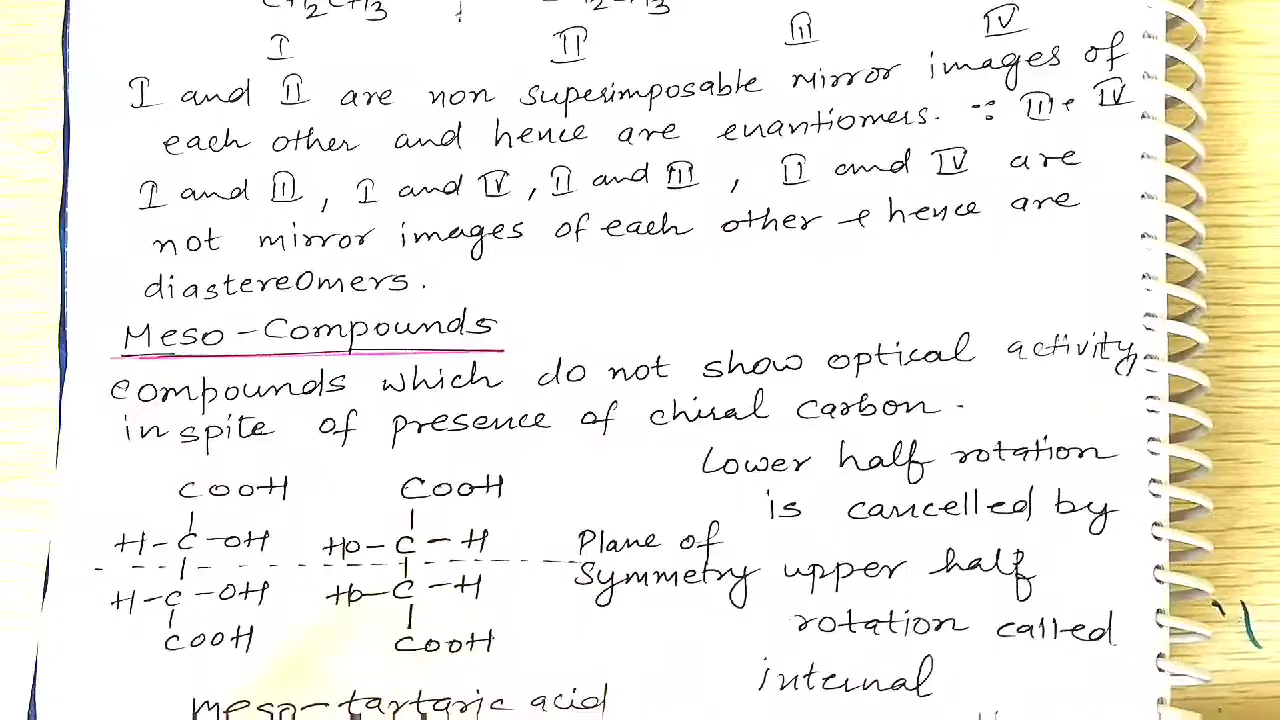 I II III IV
I and II are non superimposable mirror images of
each other and hence are enantiomers.
I and III, I and IV, II and III, II and IV are
not mirror images of each other & hence are
diastereomers.
Meso-Compounds
compounds which do not show optical activity
inspite of presence of chiral carbon.
COOH COOH
H-C-OH HO-C-H
H-C-OH HO-C-H
COOH COOH
Plane of
Symmetry
Lower half rotation
is cancelled by
upper half
rotation called
internal
meso-tartaric acid